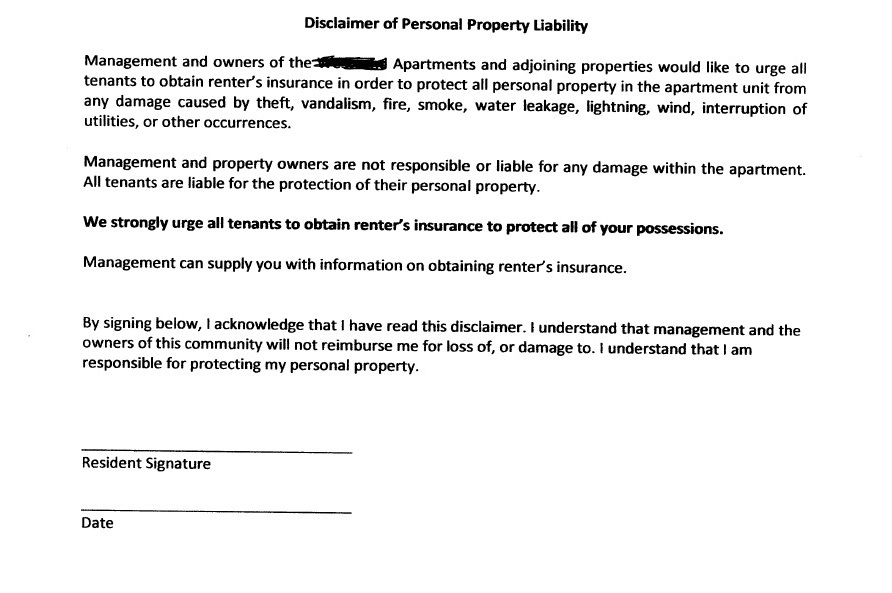 Disclaimer of Personal Property Liability
Management and owners of the Apartments and adjoining properties would like to urge all
tenants to obtain renter's insurance in order to protect all personal property in the apartment unit from
any damage caused by theft, vandalism, fire, smoke, water leakage, lightning, wind, interruption of
utilities, or other occurrences.
Management and property owners are not responsible or liable for any damage within the apartment.
All tenants are liable for the protection of their personal property.
We strongly urge all tenants to obtain renter's insurance to protect all of your possessions.
Management can supply you with information on obtaining renter's insurance.
By signing below, I acknowledge that I have read this disclaimer. I understand that management and the
owners of this community will not reimburse me for loss of, or damage to. I understand that I am
responsible for protecting my personal property.
Resident Signature
Date